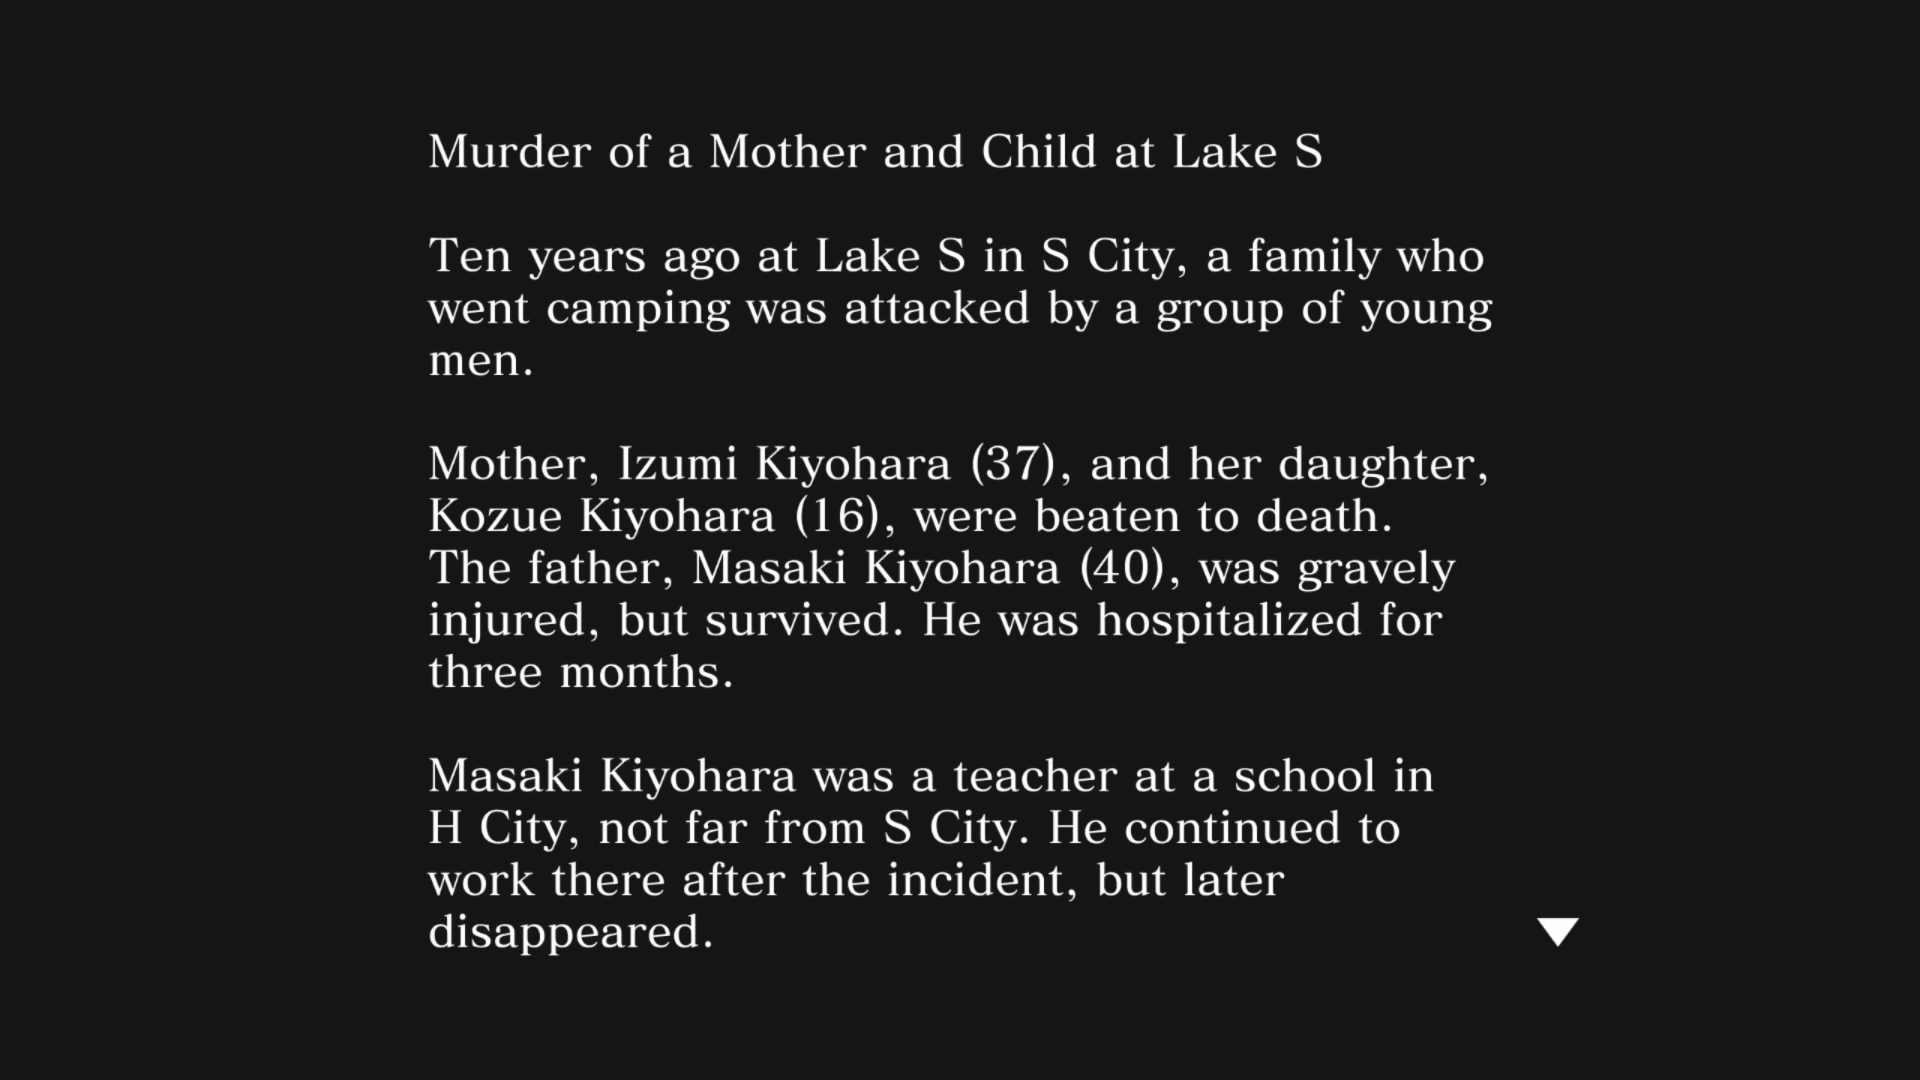 Murder of a Mother and Child at Lake S
Ten years ago at Lake S in S City, a family who
went camping was attacked by a group of young
men.
Mother, Izumi Kiyohara (37), and her daughter,
Kozue Kiyohara (16), were beaten to death.
The father, Masaki Kiyohara (40), was gravely
injured, but survived. He was hospitalized for
three months.
Masaki Kiyohara was a teacher at a school in
H City, not far from S City. He continued to
work there after the incident, but later
disappeared.